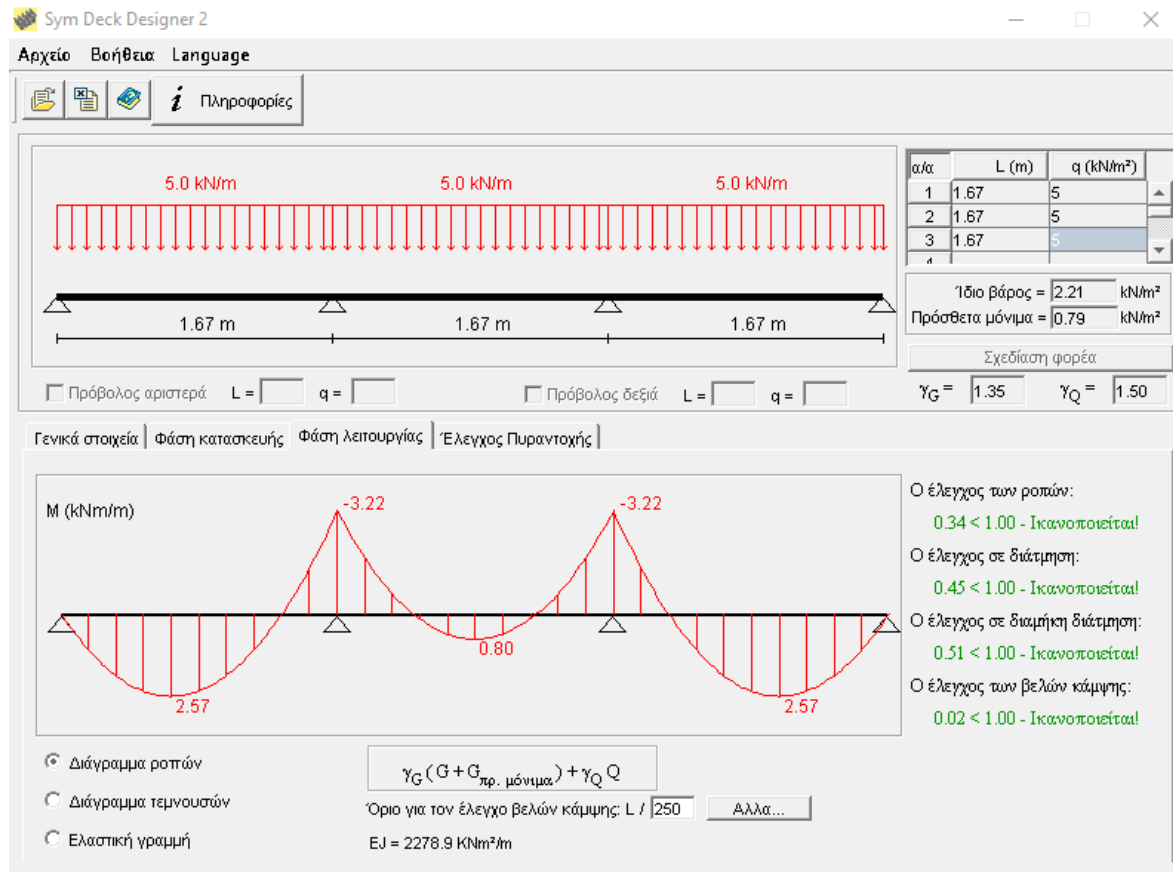 Sym Deck Designer 2
Αρχείο Βοήθεια Language
i Πληροφορίες
5.0 kN/m 5.0 kN/m 5.0 kN/m
1.67 m 1.67 m 1.67 m
α/α L (m) q (kN/m²)
1 1.67 5
2 1.67 5
3 1.67 5
Ίδιο βάρος = 2.21 kN/m²
Πρόσθετα μόνιμα = 0.79 kN/m²
Σχεδίαση φορέα
Πρόβολος αριστερά L = q = Πρόβολος δεξιά L = q = γG = 1.35 γQ = 1.50
Γενικά στοιχεία Φάση κατασκευής Φάση λειτουργίας Έλεγχος Πυραντοχής
M (kNm/m)
-3.22 -3.22
0.80
2.57 2.57
Ο έλεγχος των ροπών:
0.34 < 1.00 - Ικανοποιείται!
Ο έλεγχος σε διάτμηση:
0.45 < 1.00 - Ικανοποιείται!
Ο έλεγχος σε διαμήκη διάτμηση:
0.51 < 1.00 - Ικανοποιείται!
Ο έλεγχος των βελών κάμψης:
0.02 < 1.00 - Ικανοποιείται!
Διάγραμμα ροπών
Διάγραμμα τεμνουσών
Ελαστική γραμμή
γG (G + Gπρ. μόνιμα) + γQ Q
Όριο για τον έλεγχο βελών κάμψης: L / 250 Αλλα...
EJ = 2278.9 KNm²/m